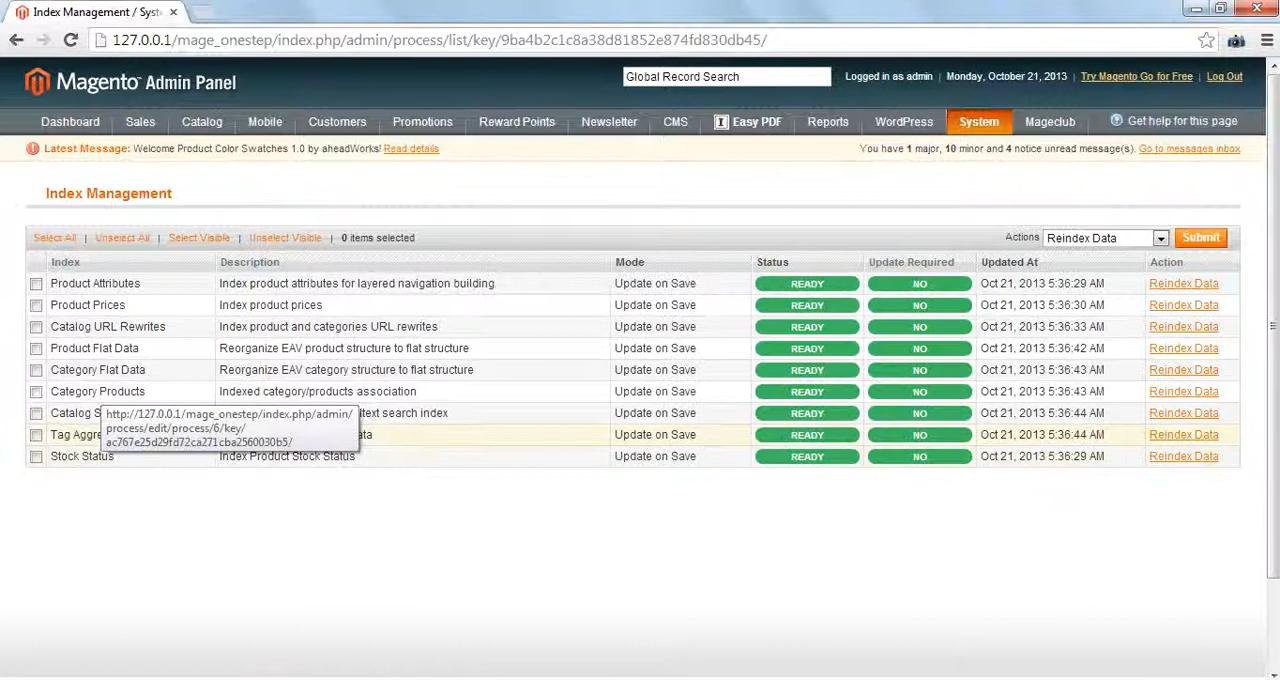 Index Management / Syst
127.0.0.1/mage_onestep/index.php/admin/process/list/key/9ba4b2c1c8a38d81852e874fd830db45/
Magento Admin Panel
Global Record Search
Logged in as admin | Monday, October 21, 2013 | Try Magento Go for Free | Log Out
Dashboard Sales Catalog Mobile Customers Promotions Reward Points Newsletter CMS Easy PDF Reports WordPress System Mageclub Get help for this page
Latest Message: Welcome Product Color Swatches 1.0 by aheadWorks! Read details You have 1 major, 10 minor and 4 notice unread message(s). Go to messages inbox
Index Management
Select All | Unselect All | Select Visible | Unselect Visible | 0 items selected Actions Reindex Data Submit
Index Description Mode Status Update Required Updated At Action
Product Attributes Index product attributes for layered navigation building Update on Save READY NO Oct 21, 2013 5:36:29 AM Reindex Data
Product Prices Index product prices Update on Save READY NO Oct 21, 2013 5:36:30 AM Reindex Data
Catalog URL Rewrites Index product and categories URL rewrites Update on Save READY NO Oct 21, 2013 5:36:33 AM Reindex Data
Product Flat Data Reorganize EAV product structure to flat structure Update on Save READY NO Oct 21, 2013 5:36:42 AM Reindex Data
Category Flat Data Reorganize EAV category structure to flat structure Update on Save READY NO Oct 21, 2013 5:36:42 AM Reindex Data
Category Products Indexed category/products association Update on Save READY NO Oct 21, 2013 5:36:42 AM Reindex Data
Catalog S ltext search index Update on Save READY NO Oct 21, 2013 5:36:44 AM Reindex Data
http://127.0.0.1/mage_onestep/index.php/admin/
process/edit/process/6/key/
ac767e25d29fd72ca271cba2560030b5/
Tag Aggre ata Update on Save READY NO Oct 21, 2013 5:36:44 AM Reindex Data
Stock Status Index Product Stock Status Update on Save READY NO Oct 21, 2013 5:36:29 AM Reindex Data